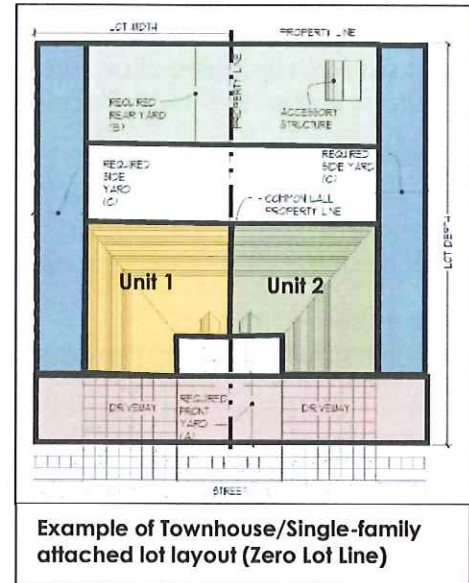 LOT WIDTH
PROPERTY LINE
PROPERTY LINE
REQUIRED
REAR YARD
(B)
ACCESSORY
STRUCTURE
REQUIRED
SIDE
YARD
(C)
REQUIRED
SIDE YARD
(C)
COMMON WALL
PROPERTY LINE
LOT DEPTH
Unit 1
Unit 2
DRIVEWAY
REQUIRED
FRONT
YARD
(A)
DRIVEWAY
STREET
Example of Townhouse/Single-family
attached lot layout (Zero Lot Line)